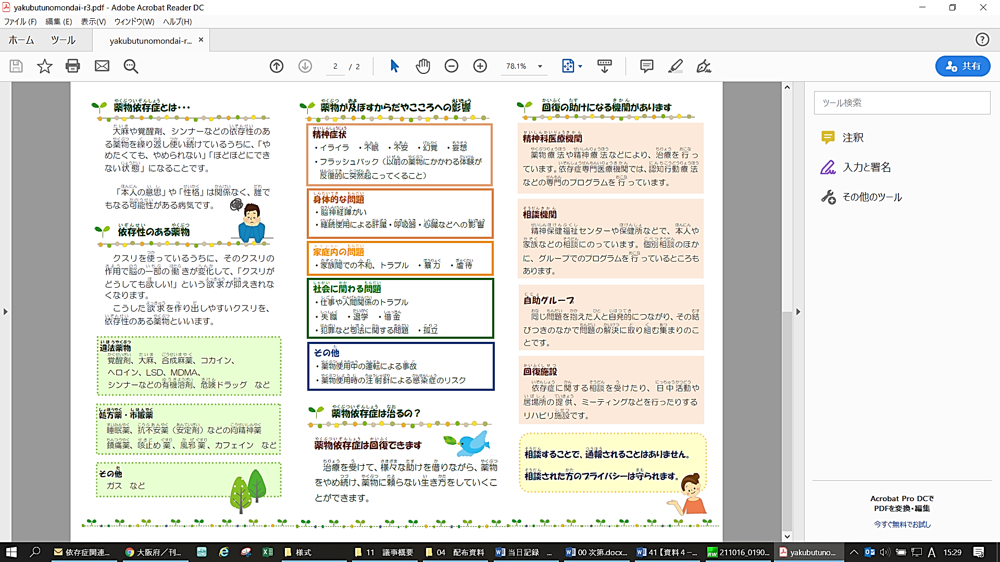 yakubutunomondai-r3.pdf - Adobe Acrobat Reader DC
ファイル (F) 編集 (E) 表示(V) ウィンドウ(W) ヘルプ(H)
ホーム ツール yakubutunomondai-r... ×
2 / 2 78.1% 共有
薬物依存症とは・・・
大麻や覚醒剤、シンナーなどの依存性のあ
る薬物を繰り返し使い続けているうちに、「や
めたくても、やめられない」「ほどほどにでき
ない状態」になることです。
「本人の意思」や「性格」は関係なく、誰で
もなる可能性がある病気です。
依存性のある薬物
クスリを使っているうちに、そのクスリの
作用で脳の一部の働きが変化して、「クスリが
どうしても欲しい!」という欲求が抑えきれな
くなります。
こうした欲求を作り出しやすいクスリを、
依存性のある薬物といいます。
違法薬物
覚醒剤、大麻、合成麻薬、コカイン、
ヘロイン、LSD、MDMA、
シンナーなどの有機溶剤、危険ドラッグ など
処方薬・市販薬
睡眠薬、抗不安薬（安定剤）などの向精神薬
鎮痛薬、咳止め薬、風邪薬、カフェイン など
その他
ガス など
薬物が及ぼすからだやこころへの影響
精神症状
・イライラ ・不眠 ・不安 ・幻覚 ・妄想
・フラッシュバック（以前の薬物にかかわる体験が
反復的に突然起こってくること）
身体的な問題
・脳神経障がい
・継続使用による肝臓・呼吸器・心臓などへの影響
家庭内の問題
・家族間での不和、トラブル ・暴力 ・虐待
社会に関わる問題
・仕事や人間関係のトラブル
・失職 ・退学 ・借金
・犯罪など司法に関する問題 ・孤立
その他
・薬物使用中の運転による事故
・薬物使用時の注射針による感染症のリスク
薬物依存症は治るの？
薬物依存症は回復できます
治療を受けて、様々な助けを借りながら、薬物
をやめ続け、薬物に頼らない生き方をしていくこ
とができます。
回復の助けになる機関があります
精神科医療機関
薬物療法や精神療法などにより、治療を行っ
ています。依存症専門医療機関では、認知行動療法
などの専門のプログラムを行っています。
相談機関
精神保健福祉センターや保健所などで、本人や
家族などの相談にのっています。個別相談のほか
に、グループでのプログラムを行っているところも
あります。
自助グループ
同じ問題を抱えた人と自発的につながり、その結
びつきのなかで問題の解決に取り組む集まりのこ
とです。
回復施設
依存症に関する相談を受けたり、日中活動や
居場所の提供、ミーティングなどを行ったりする
リハビリ施設です。
相談することで、通報されることはありません。
相談された方のプライバシーは守られます。
ツール検索
注釈
入力と署名
その他のツール
Acrobat Pro DCで
PDFを変換・編集
今すぐ無料でお試し
依存症関連... 大阪府／刊... 様式 11 議事概要 04 配布資料 当日記録 ... 00 次第.docx... 41【資料４−... 211016_0190... yakubutuno... A 15:29